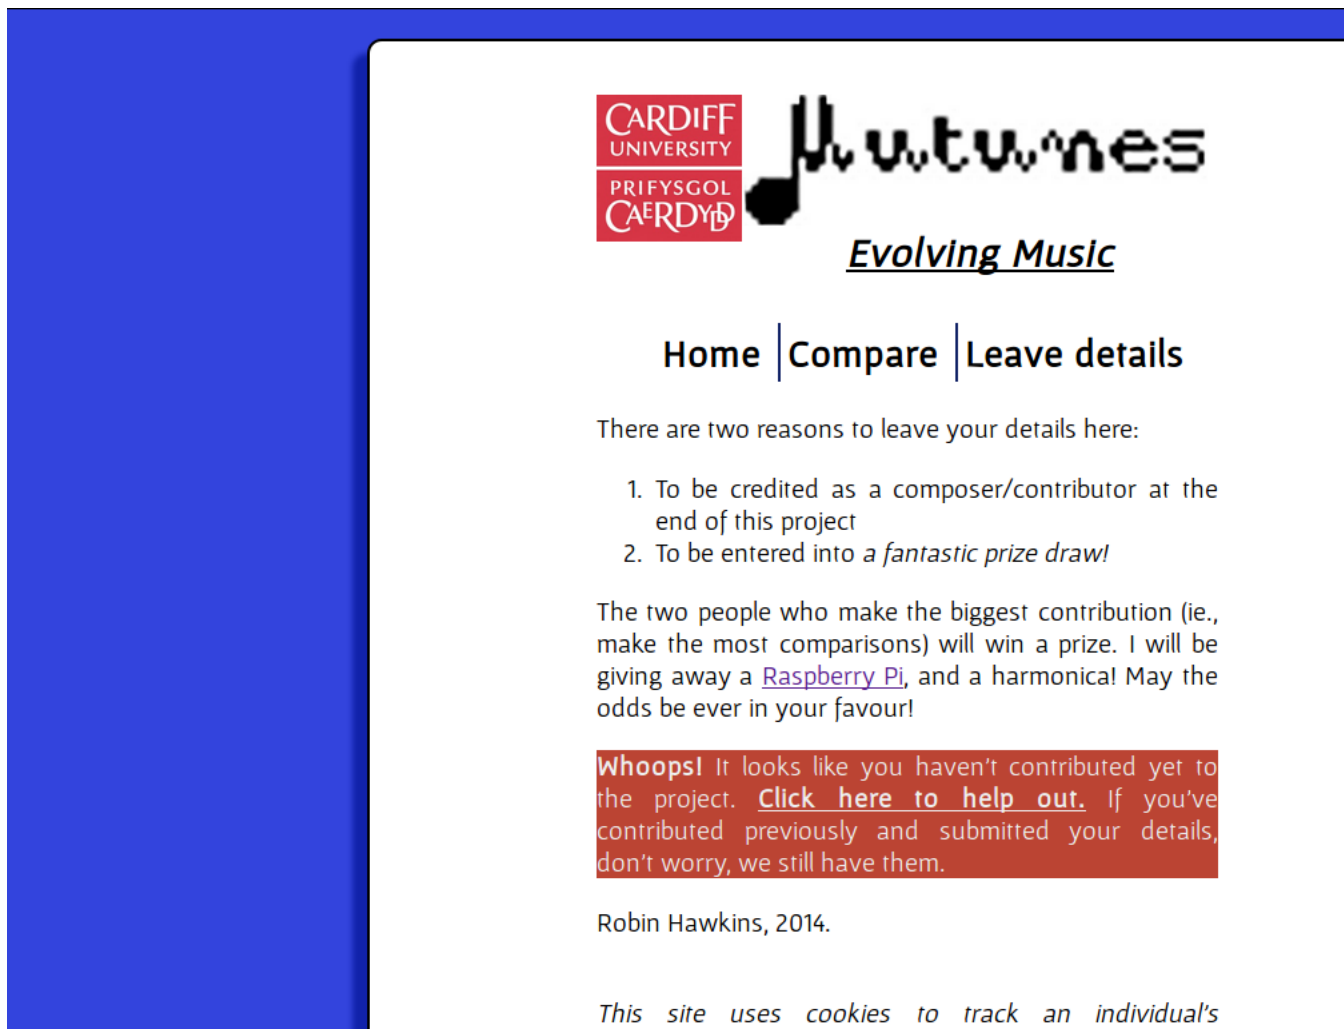 CARDIFF
UNIVERSITY
PRIFYSGOL
CAERDYDD
Mutunes
Evolving Music
Home Compare Leave details
There are two reasons to leave your details here:
1. To be credited as a composer/contributor at the
end of this project
2. To be entered into a fantastic prize draw!
The two people who make the biggest contribution (ie.,
make the most comparisons) will win a prize. I will be
giving away a Raspberry Pi, and a harmonica! May the
odds be ever in your favour!
Whoops! It looks like you haven't contributed yet to
the project. Click here to help out. If you've
contributed previously and submitted your details,
don't worry, we still have them.
Robin Hawkins, 2014.
This site uses cookies to track an individual's